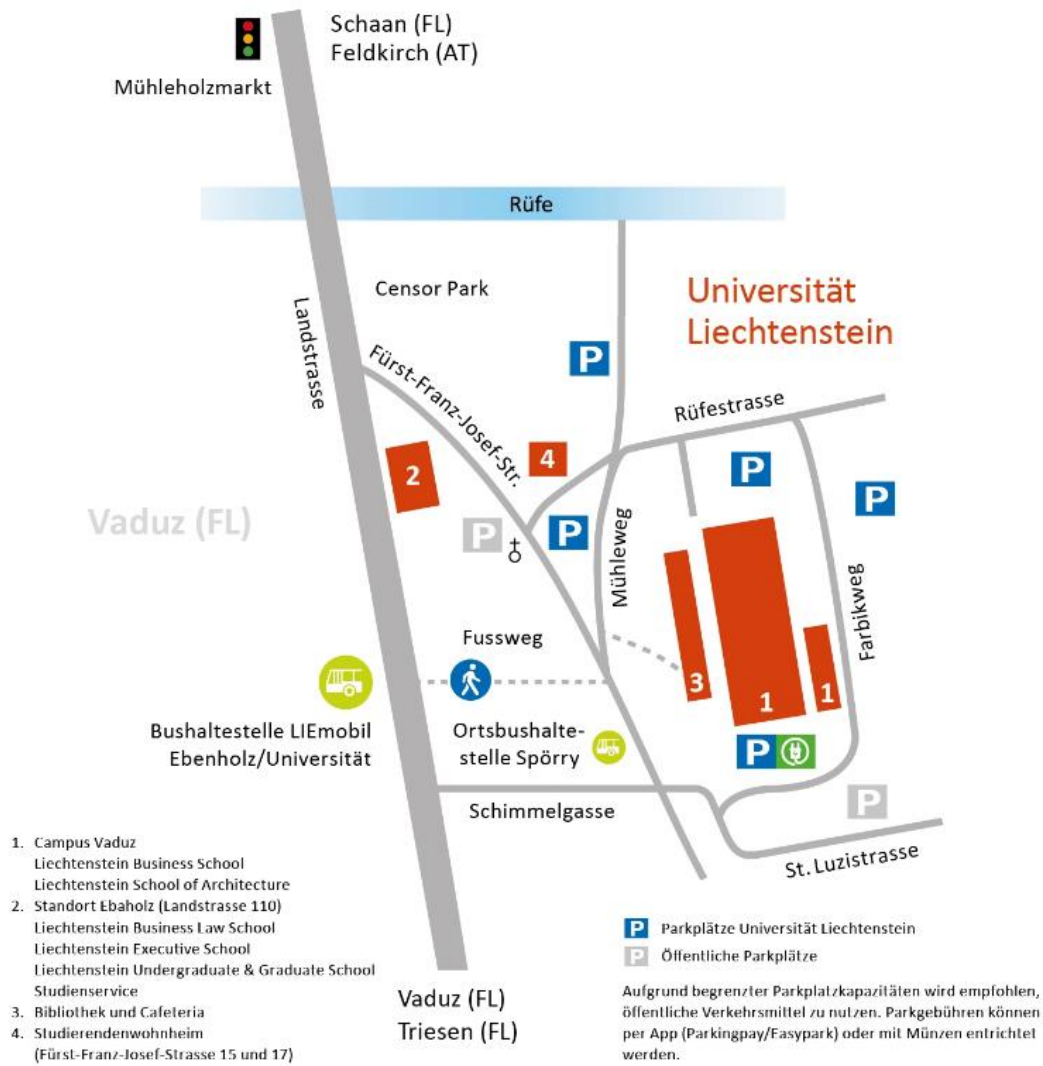 Schaan (FL)
Feldkirch (AT)
Mühleholzmarkt
Rüfe
Censor Park
Universität
Liechtenstein
Landstrasse
Fürst-Franz-Josef-Str.
P
Rüfestrasse
4
2
P
P
Vaduz (FL)
P
P
Mühleweg
Farbikweg
Fussweg
3
1
1
Bushaltestelle LIEmobil
Ebenholz/Universität
Ortsbushalte-
stelle Spörry
P
P
Schimmelgasse
St. Luzistrasse
1. Campus Vaduz
Liechtenstein Business School
Liechtenstein School of Architecture
2. Standort Ebaholz (Landstrasse 110)
Liechtenstein Business Law School
Liechtenstein Executive School
Liechtenstein Undergraduate & Graduate School
Studienservice
3. Bibliothek und Cafeteria
4. Studierendenwohnheim
(Fürst-Franz-Josef-Strasse 15 und 17)
Vaduz (FL)
Triesen (FL)
P Parkplätze Universität Liechtenstein
P Öffentliche Parkplätze
Aufgrund begrenzter Parkplatzkapazitäten wird empfohlen,
öffentliche Verkehrsmittel zu nutzen. Parkgebühren können
per App (Parkingpay/Easypark) oder mit Münzen entrichtet
werden.